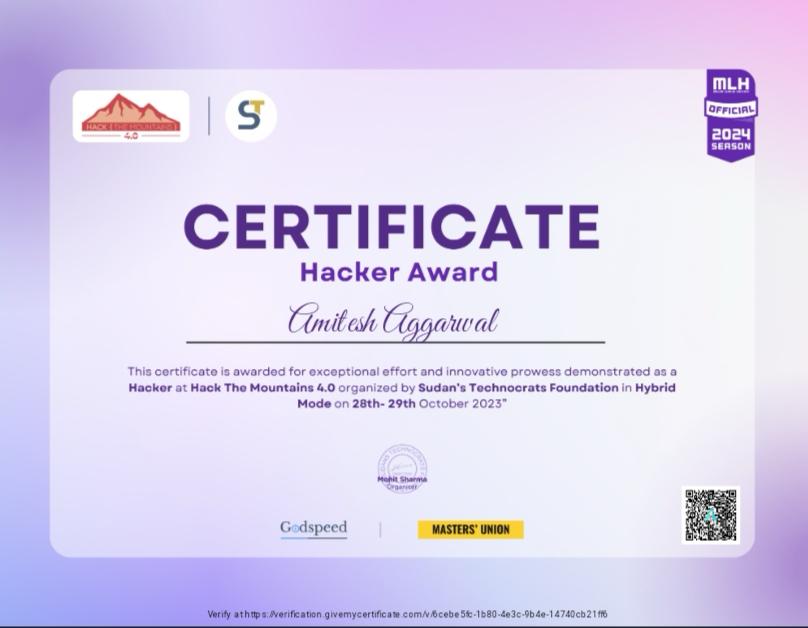 HACK THE MOUNTAINS
4.0
ST
MLH
OFFICIAL
2024
SEASON
CERTIFICATE
Hacker Award
Amitesh Aggarwal
This certificate is awarded for exceptional effort and innovative prowess demonstrated as a
Hacker at Hack The Mountains 4.0 organized by Sudan's Technocrats Foundation in Hybrid
Mode on 28th- 29th October 2023"
Mohit Sharma
Organiser
Godspeed
MASTERS' UNION
Verify at https://verification.givemycertificate.com/v/6cebe5fc-1b80-4e3c-9b4e-14740cb21ff6